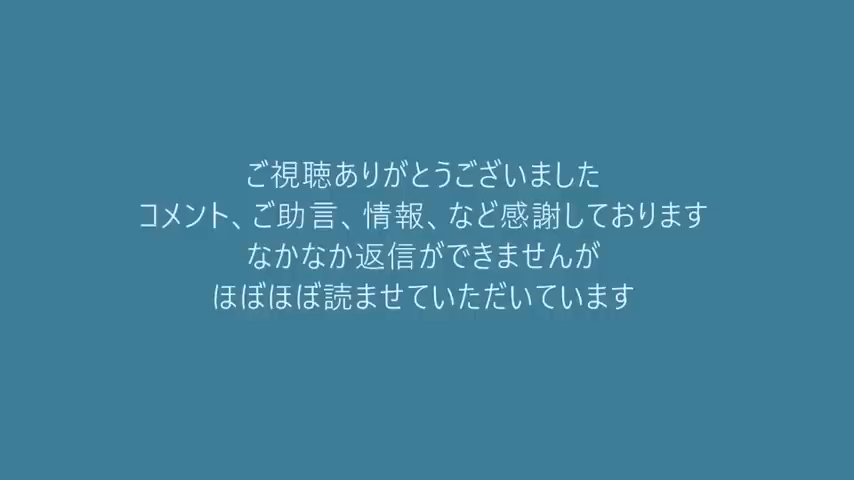 ご視聴ありがとうございました
コメント、ご助言、情報、など感謝しております
なかなか返信ができませんが
ほぼほぼ読ませていただいています